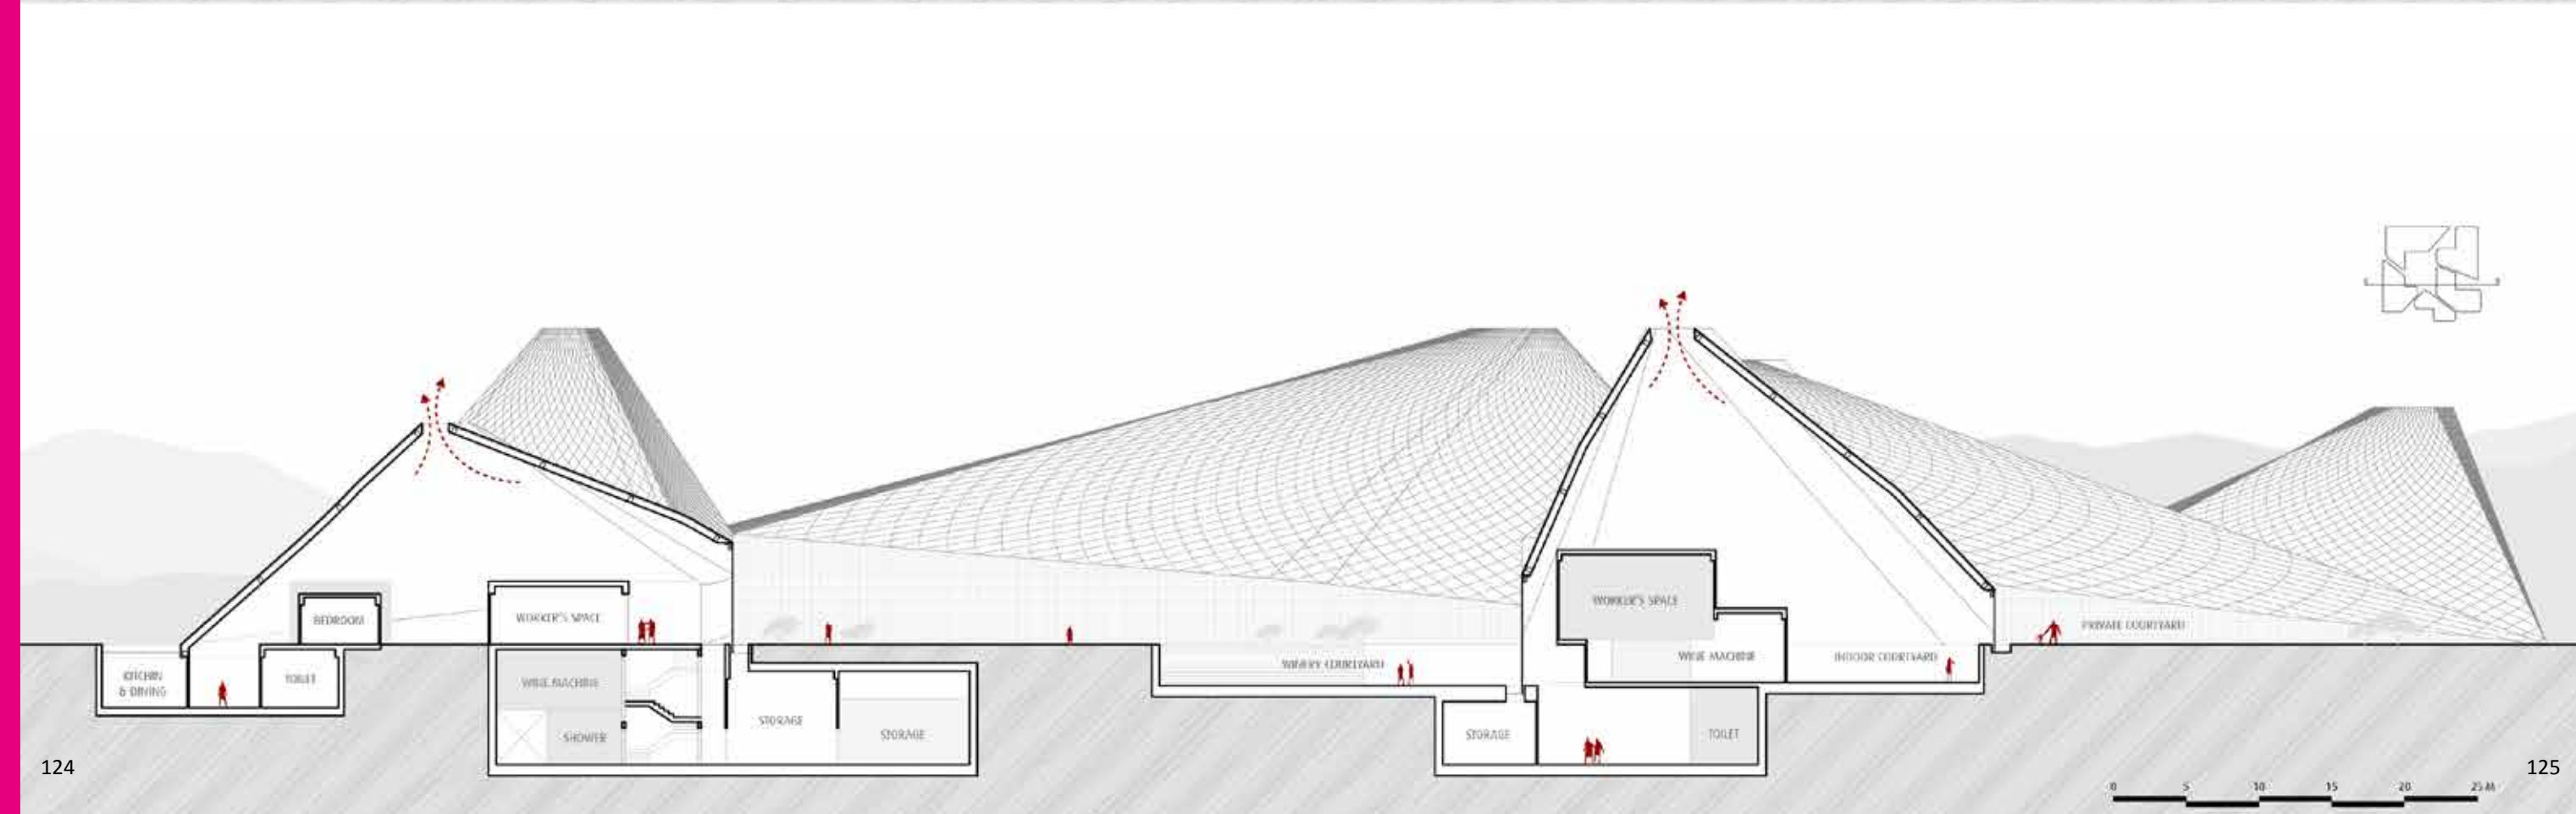 BEDROOM
WORKER'S SPACE
KITCHIN
& DINING
TOILET
WINE MACHINE
SHOWER
STORAGE
STORAGE
WINERY COURTYARD
WORKER'S SPACE
WINE MACHINE
INDOOR COURTYARD
PRIVATE COURTYARD
STORAGE
TOILET
124
125
0 5 10 15 20 25 M